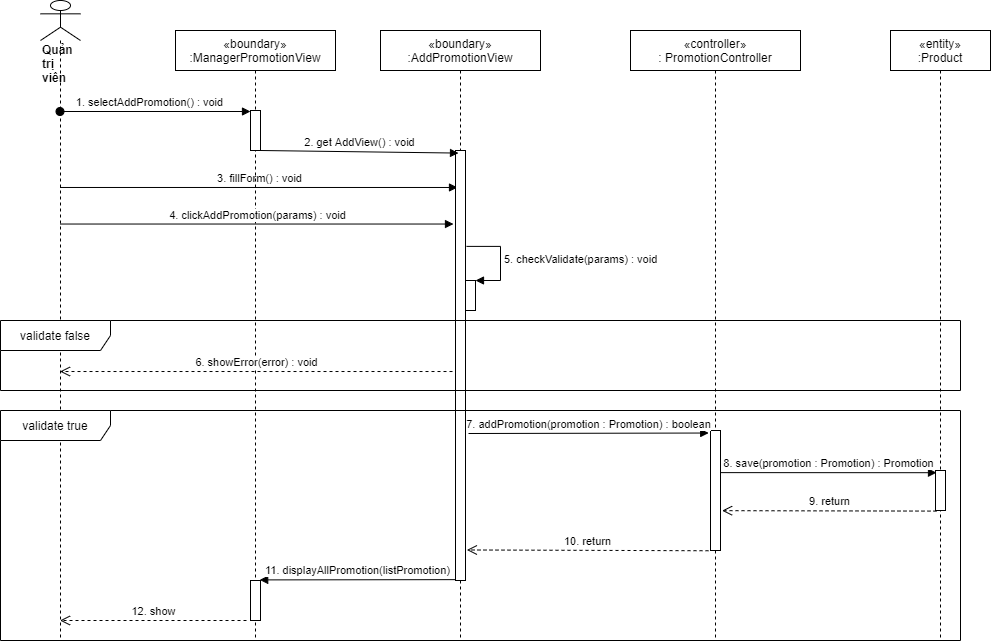 Quản
trị
viên
«boundary»
:ManagerPromotionView
«boundary»
:AddPromotionView
«controller»
: PromotionController
«entity»
:Product
1. selectAddPromotion() : void
2. get AddView() : void
3. fillForm() : void
4. clickAddPromotion(params) : void
5. checkValidate(params) : void
validate false
6. showError(error) : void
validate true
7. addPromotion(promotion : Promotion) : boolean
8. save(promotion : Promotion) : Promotion
9. return
10. return
11. displayAllPromotion(listPromotion)
12. show